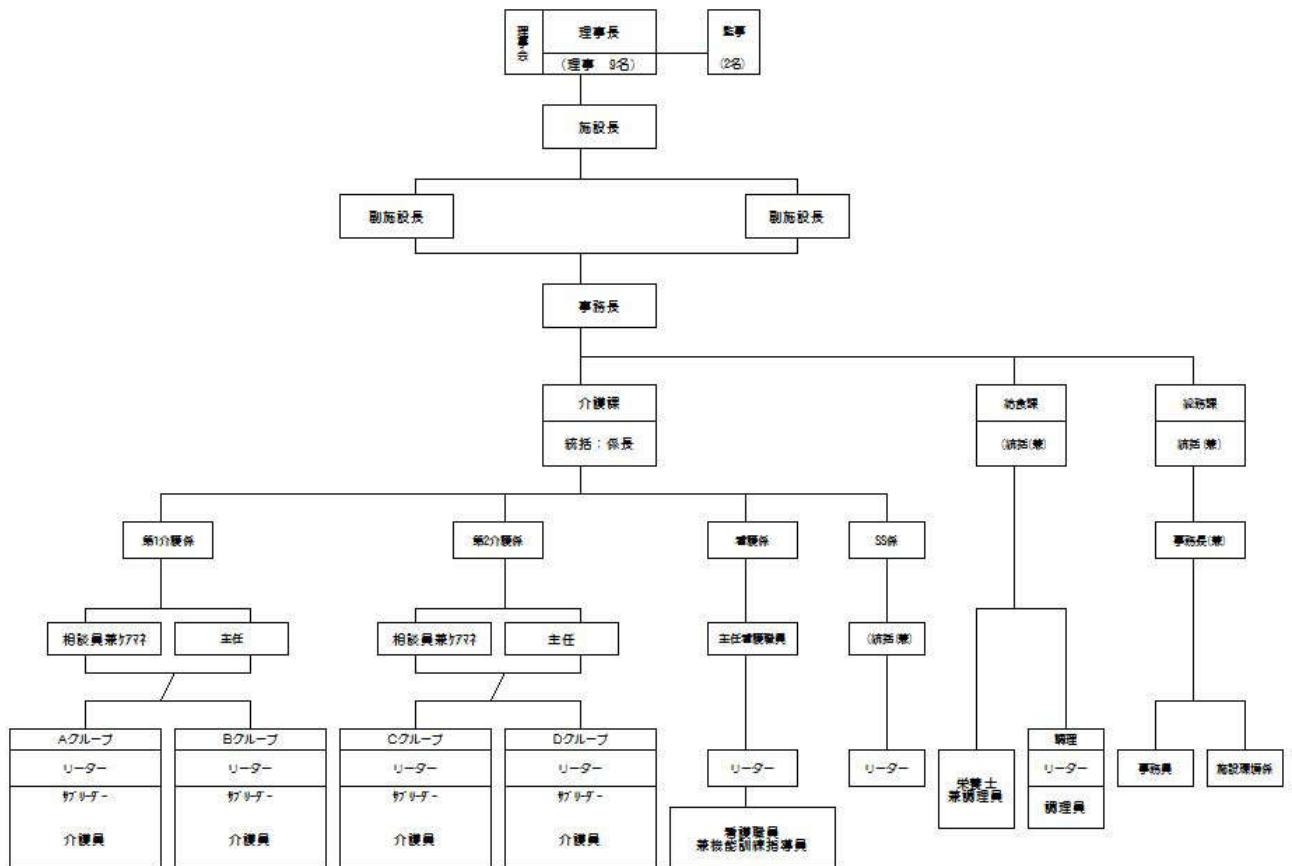 理事会
理事長
(理事 9名)
監事
(2名)
施設長
副施設長
副施設長
事務長
介護課
統括：係長
給食課
(統括(兼)
総務課
統括(兼)
第1介護係
第2介護係
看護係
SS係
事務長(兼)
相談員兼ｹｱﾏﾈ
主任
相談員兼ｹｱﾏﾈ
主任
主任看護職員
(統括(兼)
Aグループ
リーダー
ｻﾌﾞﾘｰﾀﾞｰ
介護員
Bグループ
リーダー
ｻﾌﾞﾘｰﾀﾞｰ
介護員
Cグループ
リーダー
ｻﾌﾞﾘｰﾀﾞｰ
介護員
Dグループ
リーダー
ｻﾌﾞﾘｰﾀﾞｰ
介護員
リーダー
看護職員
兼機能訓練指導員
リーダー
栄養士
兼調理員
調理
リーダー
調理員
事務員
施設環境係